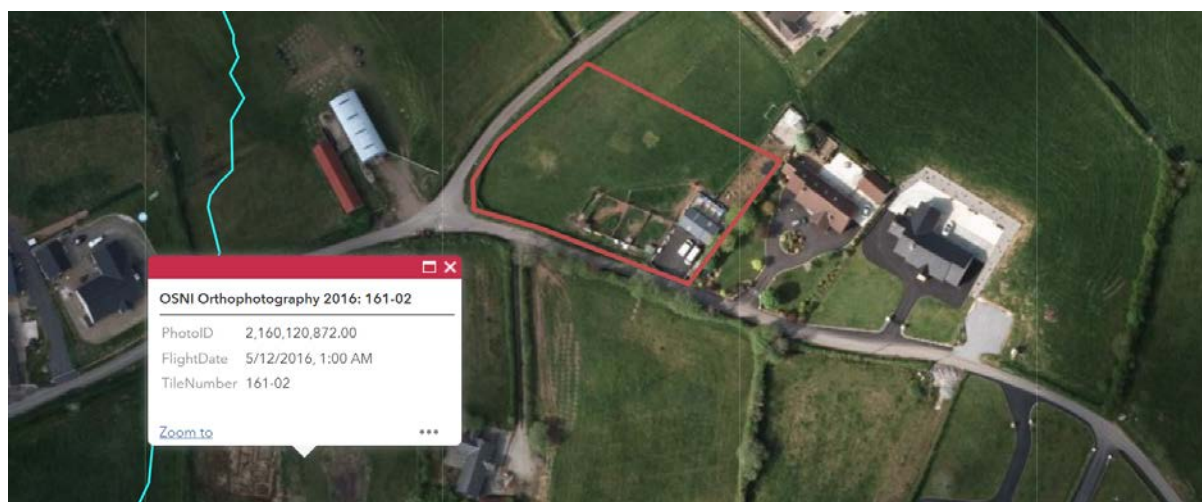 OSNI Orthophotography 2016: 161-02
PhotoID 2,160,120,872.00
FlightDate 5/12/2016, 1:00 AM
TileNumber 161-02
Zoom to